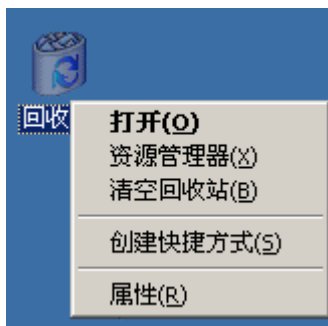 回收
打开(O)
资源管理器(X)
清空回收站(B)
创建快捷方式(S)
属性(R)